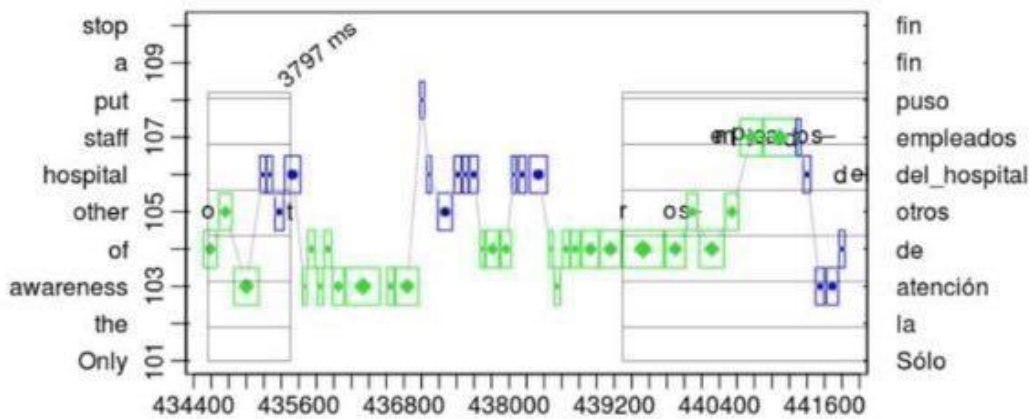 stop 109 fin
a fin
3797 ms
put puso
staff 107 empleados
hospital de del_hospital
other 105 o t r os- otros
of de
awareness 103 atención
the la
Only 101 Sólo
434400 435600 436800 438000 439200 440400 441600